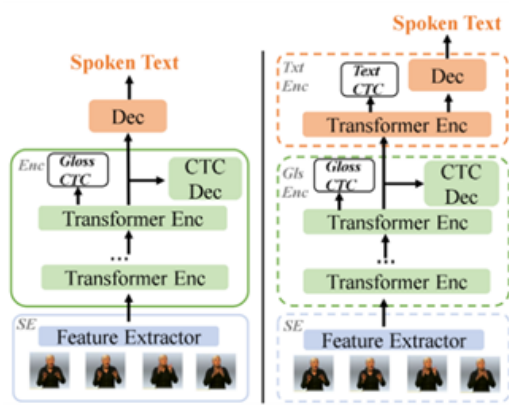 Spoken Text
Dec
Enc
Gloss
CTC
CTC
Dec
Transformer Enc
...
Transformer Enc
SE
Feature Extractor
Spoken Text
Txt
Enc
Text
CTC
Dec
Transformer Enc
Gls
Enc
Gloss
CTC
CTC
Dec
Transformer Enc
...
Transformer Enc
SE
Feature Extractor